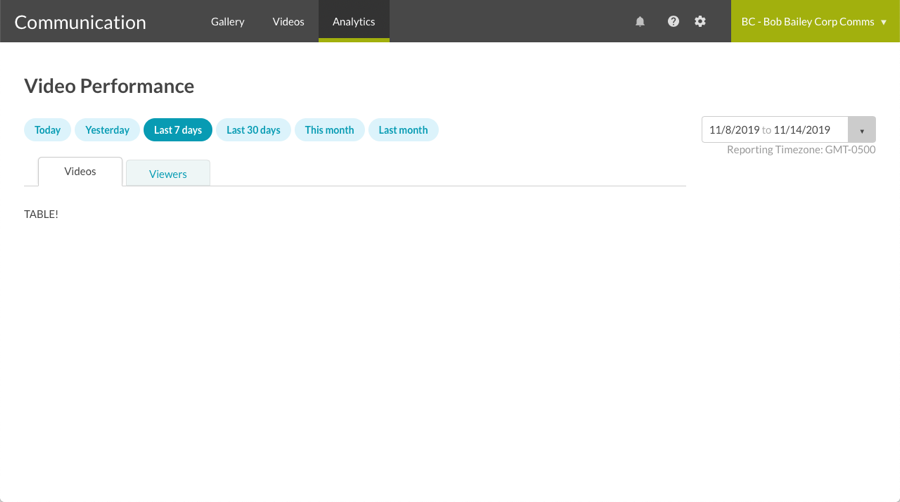 Communication Gallery Videos Analytics BC - Bob Bailey Corp Comms
Video Performance
Today Yesterday Last 7 days Last 30 days This month Last month 11/8/2019 to 11/14/2019
Reporting Timezone: GMT-0500
Videos Viewers
TABLE!